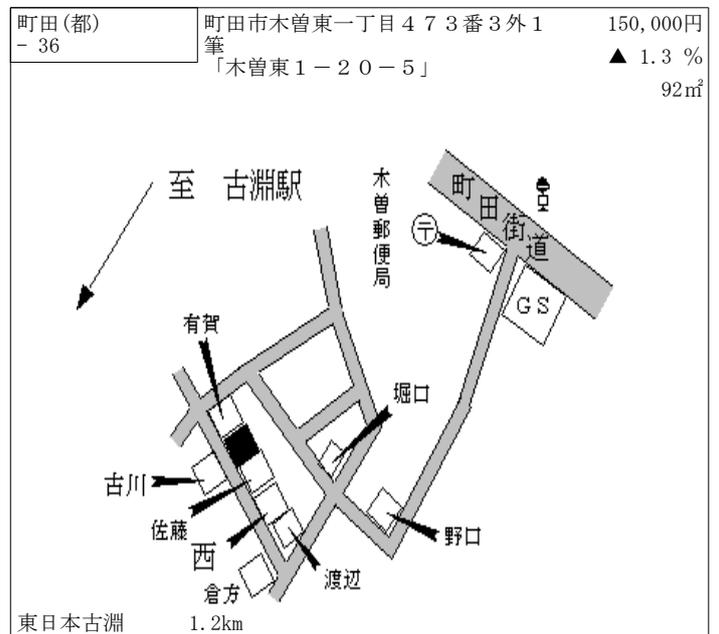 町田(都)
- 36
町田市木曽東一丁目４７３番３外１
筆
「木曽東１－２０－５」
150,000円
▲ 1.3 %
92㎡
至　古淵駅
木曽郵便局
〒
町田街道
GS
有賀
堀口
古川
佐藤
西
野口
渡辺
倉方
東日本古淵　1.2km